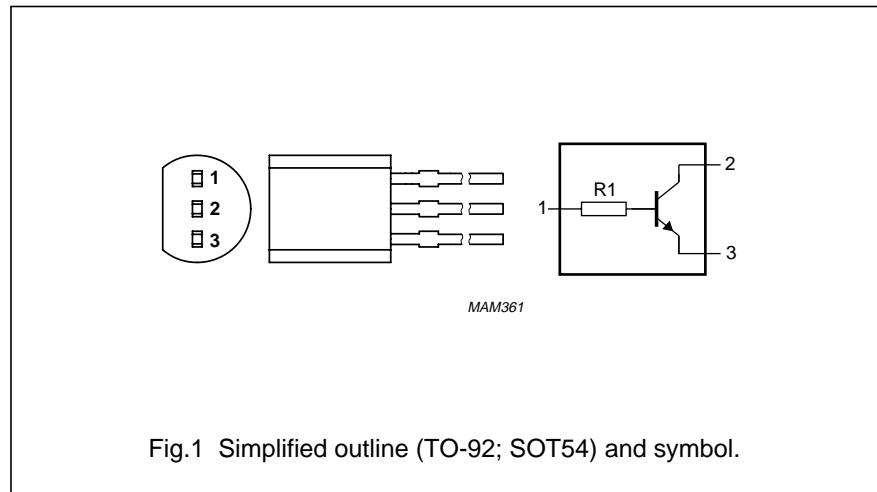 1
2
3
1
R1
2
3
MAM361
Fig.1 Simplified outline (TO-92; SOT54) and symbol.